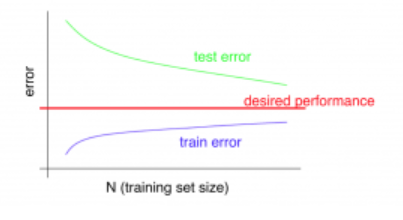 test error
error
desired performance
train error
N (training set size)